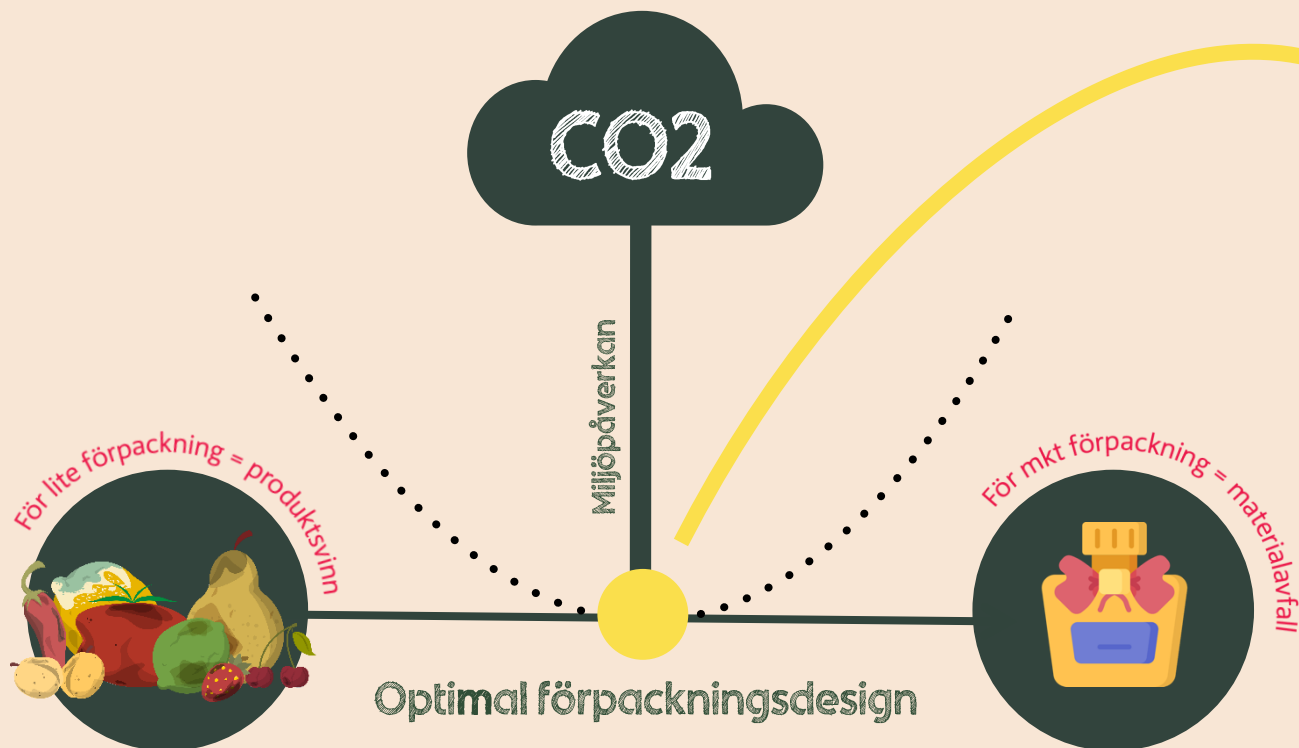 CO2
Miljöpåverkan
För lite förpackning = produktsvinn
För mkt förpackning = materialavfall
Optimal förpackningsdesign